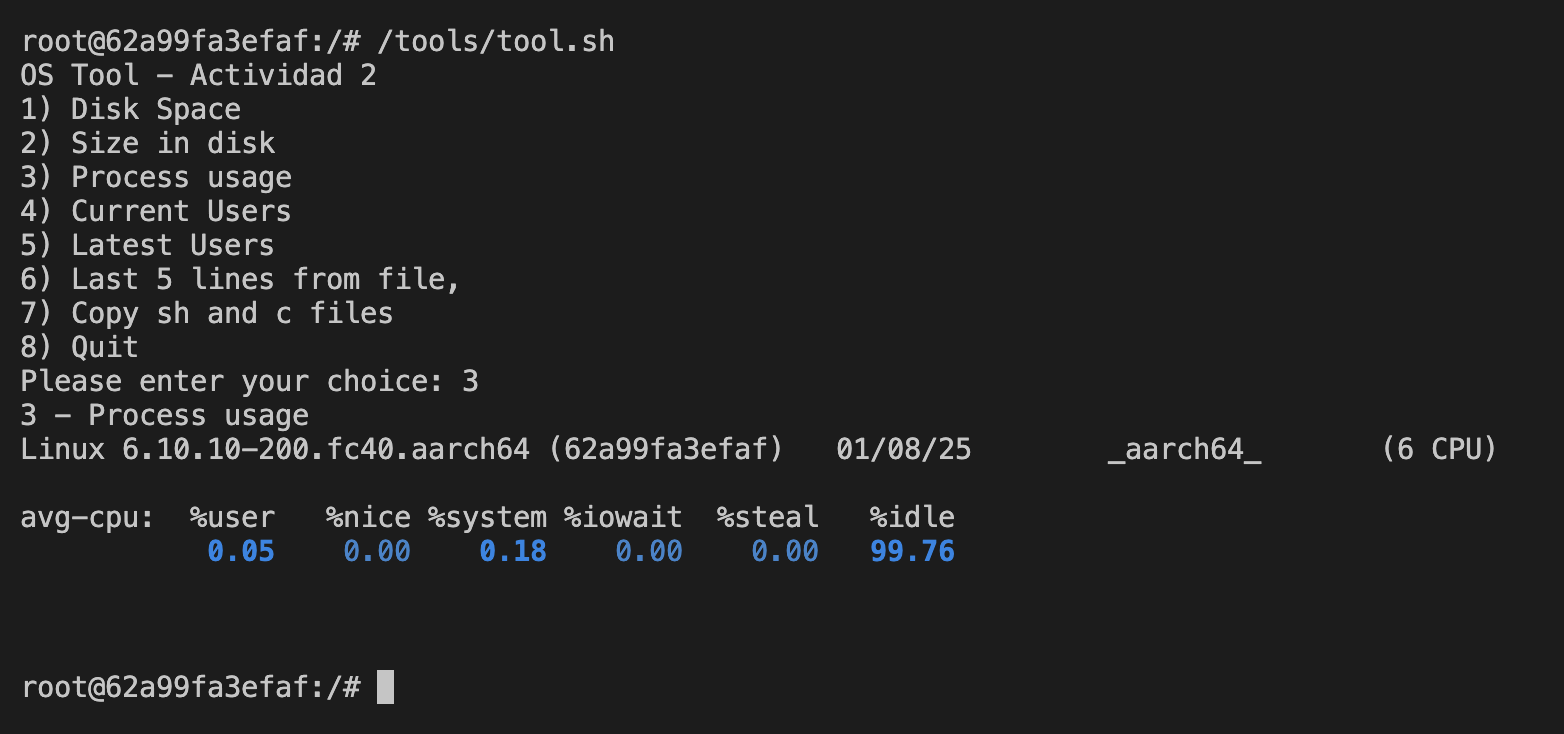 root@62a99fa3efaf:/# /tools/tool.sh
OS Tool – Actividad 2
1) Disk Space
2) Size in disk
3) Process usage
4) Current Users
5) Latest Users
6) Last 5 lines from file,
7) Copy sh and c files
8) Quit
Please enter your choice: 3
3 – Process usage
Linux 6.10.10-200.fc40.aarch64 (62a99fa3efaf)   01/08/25        _aarch64_       (6 CPU)
avg-cpu:  %user   %nice %system %iowait  %steal   %idle
           0.05    0.00    0.18    0.00    0.00   99.76
root@62a99fa3efaf:/#